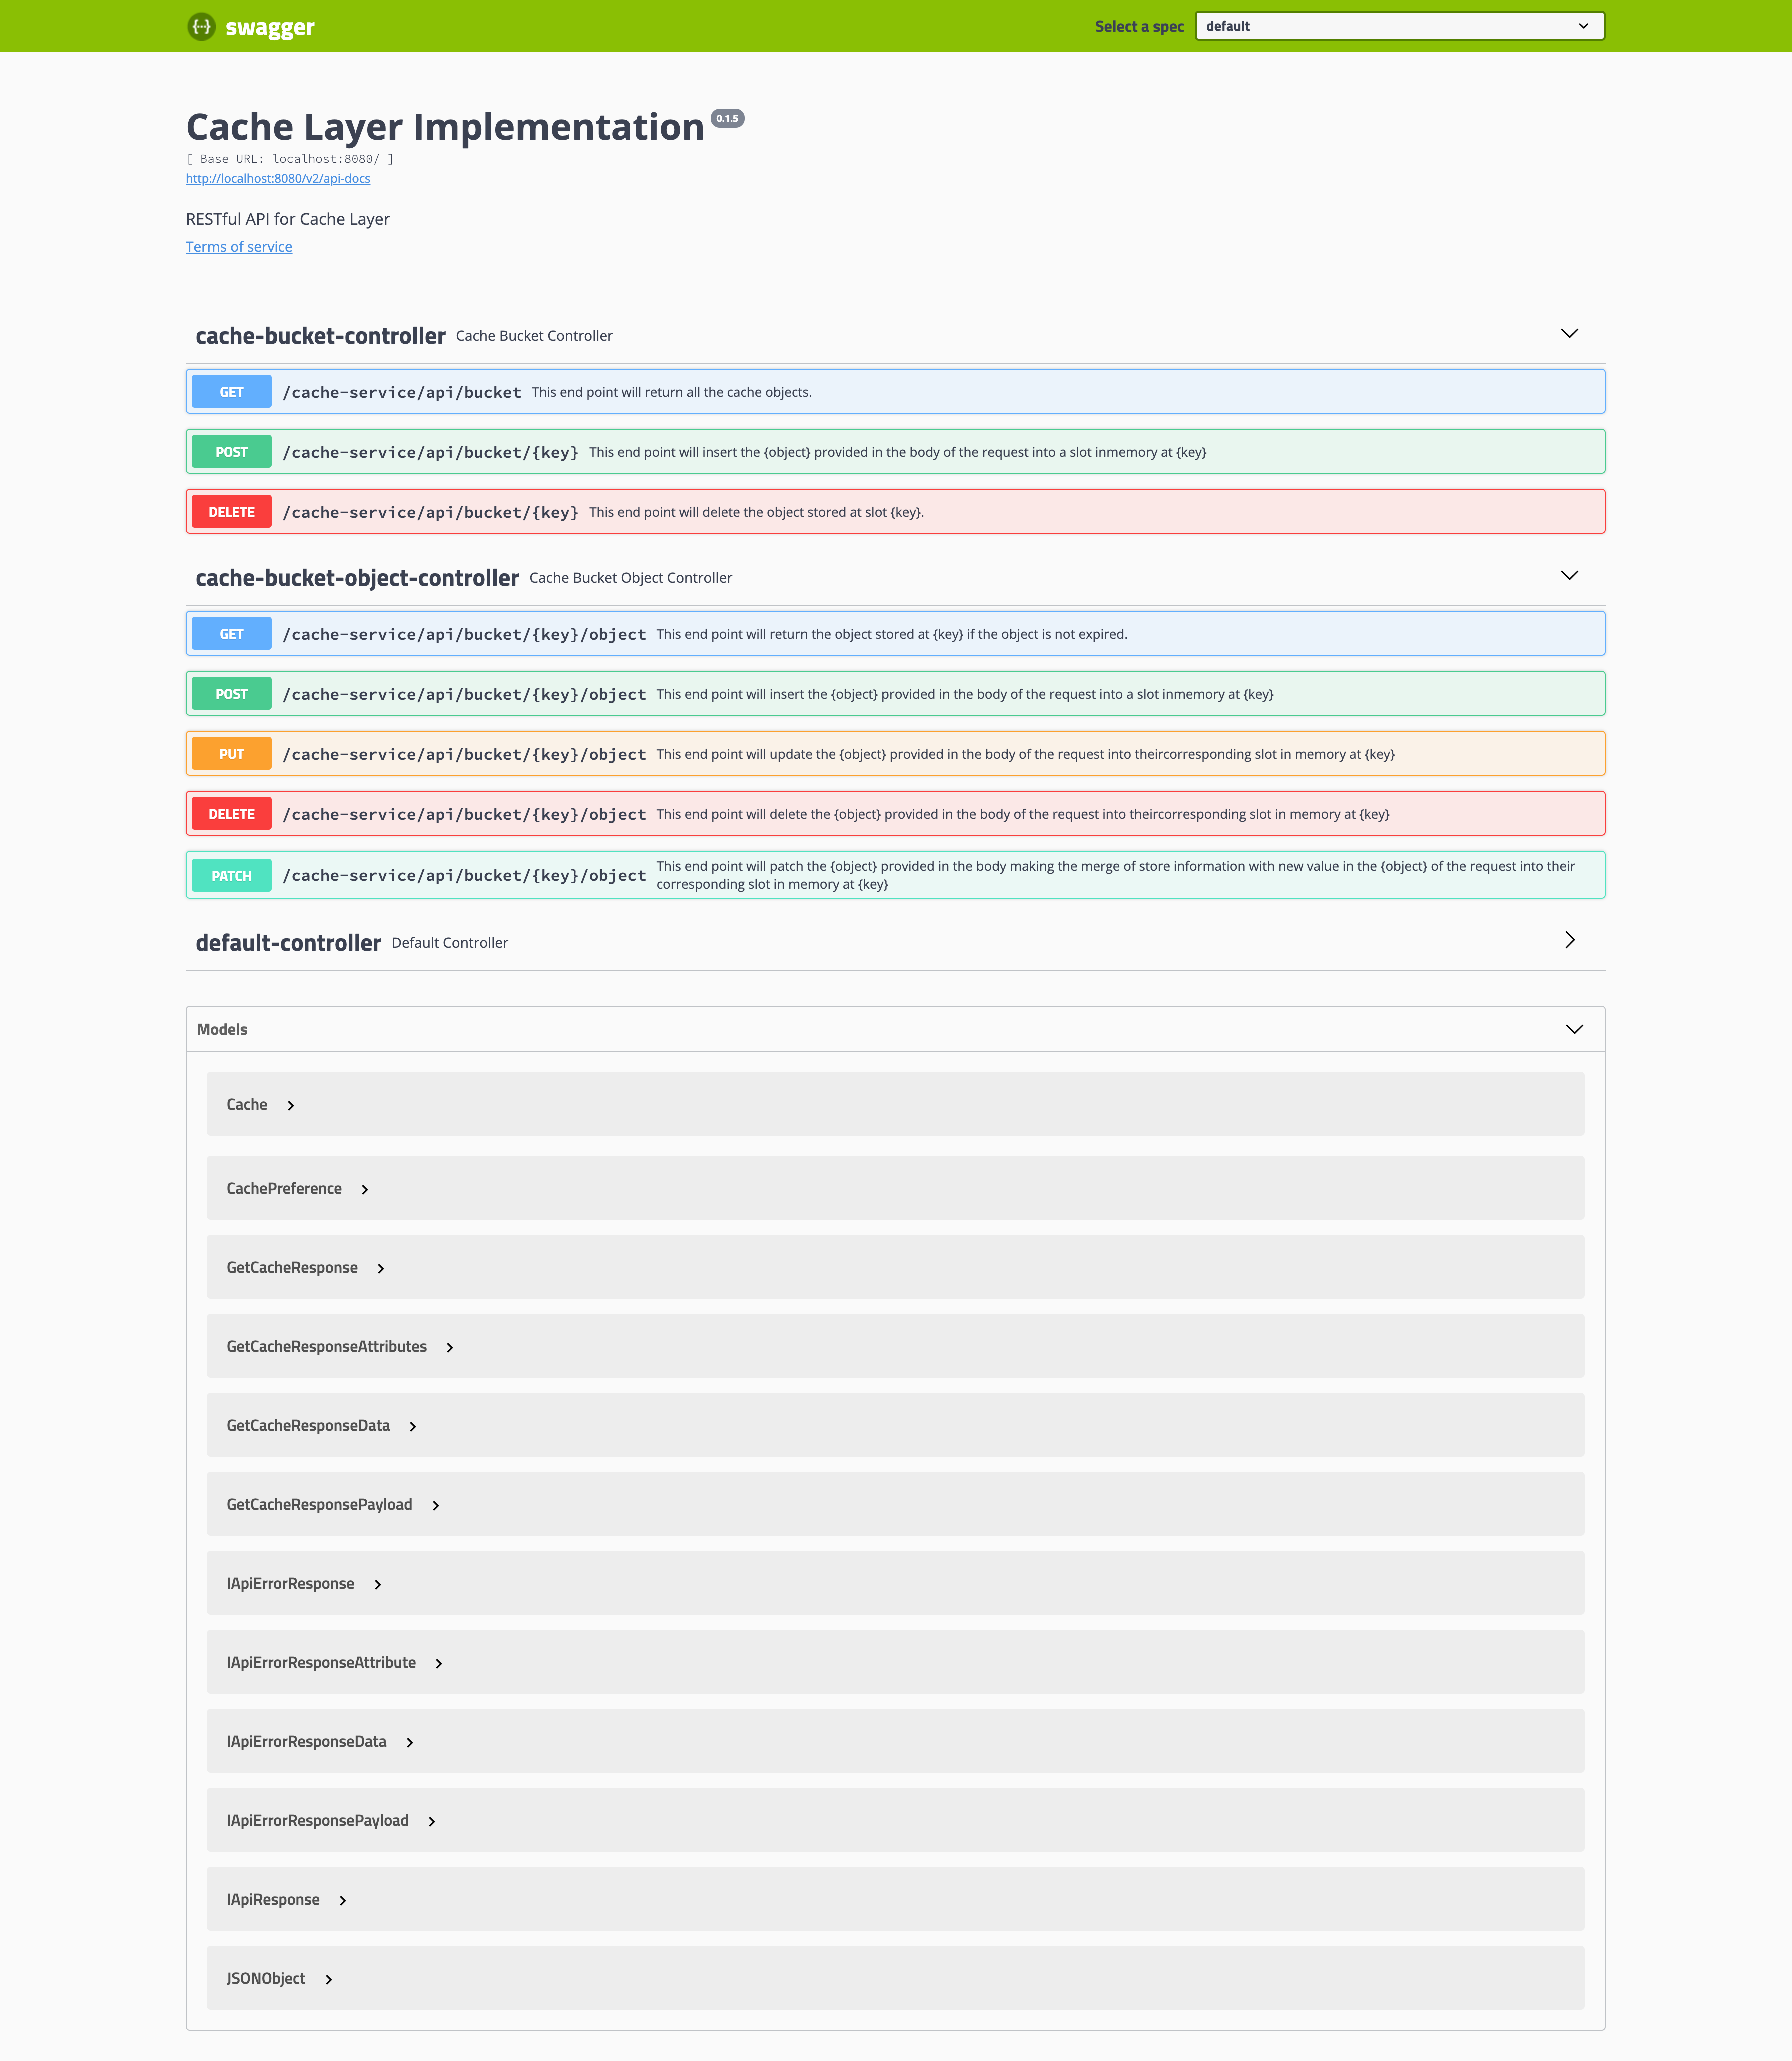 {...} swagger
Select a spec default
Cache Layer Implementation 0.1.5
[ Base URL: localhost:8080/ ]
http://localhost:8080/v2/api-docs
RESTful API for Cache Layer
Terms of service
cache-bucket-controller Cache Bucket Controller
GET /cache-service/api/bucket This end point will return all the cache objects.
POST /cache-service/api/bucket/{key} This end point will insert the {object} provided in the body of the request into a slot inmemory at {key}
DELETE /cache-service/api/bucket/{key} This end point will delete the object stored at slot {key}.
cache-bucket-object-controller Cache Bucket Object Controller
GET /cache-service/api/bucket/{key}/object This end point will return the object stored at {key} if the object is not expired.
POST /cache-service/api/bucket/{key}/object This end point will insert the {object} provided in the body of the request into a slot inmemory at {key}
PUT /cache-service/api/bucket/{key}/object This end point will update the {object} provided in the body of the request into theircorresponding slot in memory at {key}
DELETE /cache-service/api/bucket/{key}/object This end point will delete the {object} provided in the body of the request into theircorresponding slot in memory at {key}
PATCH /cache-service/api/bucket/{key}/object This end point will patch the {object} provided in the body making the merge of store information with new value in the {object} of the request into their
corresponding slot in memory at {key}
default-controller Default Controller
Models
Cache
CachePreference
GetCacheResponse
GetCacheResponseAttributes
GetCacheResponseData
GetCacheResponsePayload
IApiErrorResponse
IApiErrorResponseAttribute
IApiErrorResponseData
IApiErrorResponsePayload
IApiResponse
JSONObject